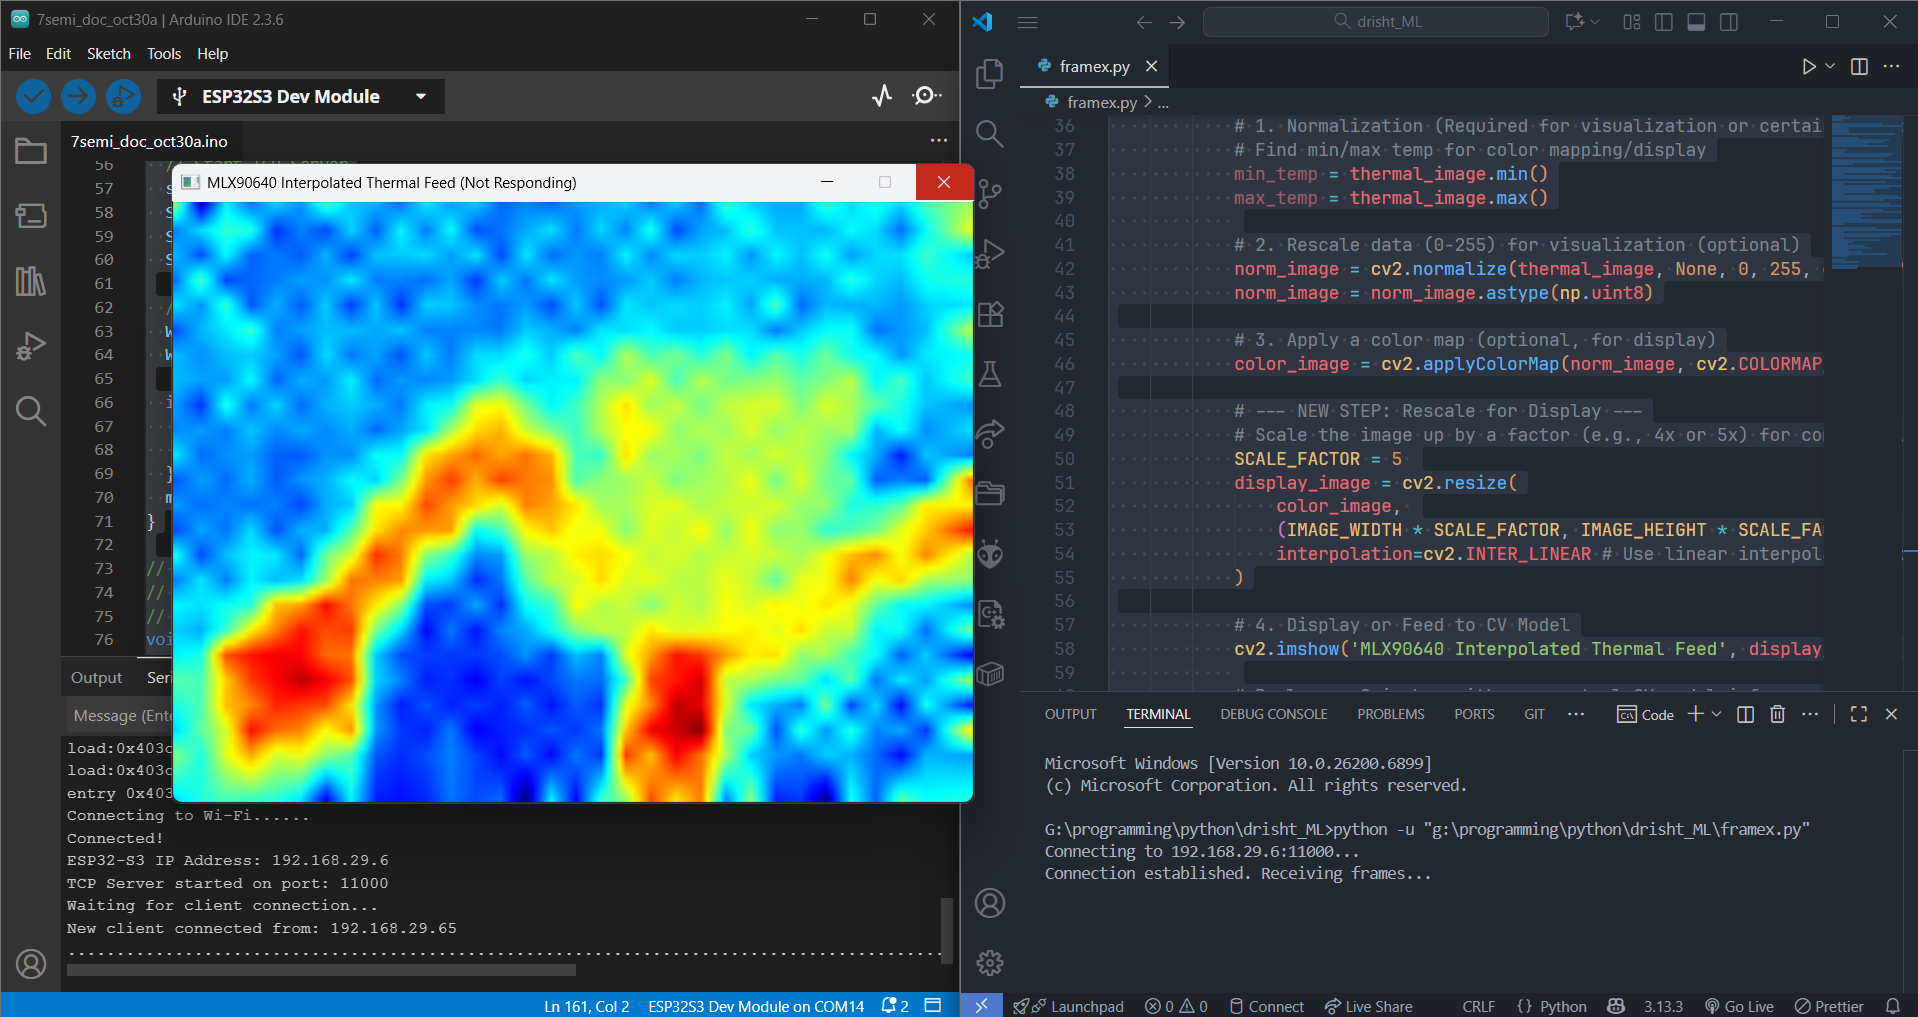 7semi_doc_oct30a | Arduino IDE 2.3.6
File Edit Sketch Tools Help
ESP32S3 Dev Module
7semi_doc_oct30a.ino
56
57
58
59
60
61
62
63
64
65
66
67
68
69 }
70
71 }
72
73 //
74 //
75 //
76 voi
MLX90640 Interpolated Thermal Feed (Not Responding)
Output Seri
Message (Ente
load:0x403c
load:0x403c
entry 0x403
Connecting to Wi-Fi......
Connected!
ESP32-S3 IP Address: 192.168.29.6
TCP Server started on port: 11000
Waiting for client connection...
New client connected from: 192.168.29.65
Ln 161, Col 2 ESP32S3 Dev Module on COM14 2
drisht_ML
framex.py
framex.py > ...
36 # 1. Normalization (Required for visualization or certai
37 # Find min/max temp for color mapping/display
38 min_temp = thermal_image.min()
39 max_temp = thermal_image.max()
40
41 # 2. Rescale data (0-255) for visualization (optional)
42 norm_image = cv2.normalize(thermal_image, None, 0, 255,
43 norm_image = norm_image.astype(np.uint8)
44
45 # 3. Apply a color map (optional, for display)
46 color_image = cv2.applyColorMap(norm_image, cv2.COLORMAP
47
48 # --- NEW STEP: Rescale for Display ---
49 # Scale the image up by a factor (e.g., 4x or 5x) for co
50 SCALE_FACTOR = 5
51 display_image = cv2.resize(
52 color_image,
53 (IMAGE_WIDTH * SCALE_FACTOR, IMAGE_HEIGHT * SCALE_FA
54 interpolation=cv2.INTER_LINEAR # Use linear interpol
55 )
56
57 # 4. Display or Feed to CV Model
58 cv2.imshow('MLX90640 Interpolated Thermal Feed', display
59
OUTPUT TERMINAL DEBUG CONSOLE PROBLEMS PORTS GIT ... Code
Microsoft Windows [Version 10.0.26200.6899]
(c) Microsoft Corporation. All rights reserved.
G:\programming\python\drisht_ML>python -u "g:\programming\python\drisht_ML\framex.py"
Connecting to 192.168.29.6:11000...
Connection established. Receiving frames...
Launchpad 0 0 Connect Live Share CRLF {} Python 3.13.3 Go Live Prettier